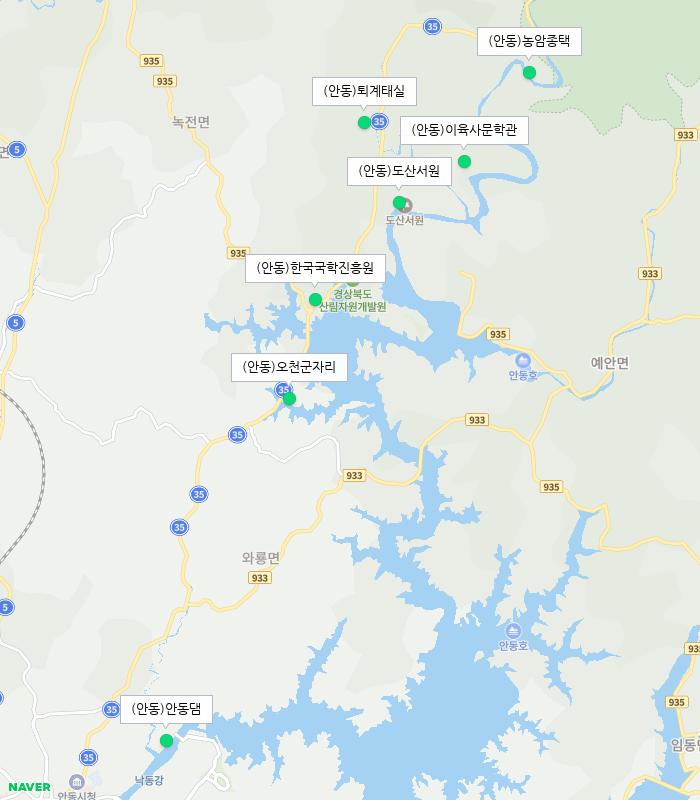 35
(안동)농암종택
935
935
(안동)퇴계태실
35
녹전면
(안동)이육사문학관
933
5
면
(안동)도산서원
도산서원
935
(안동)한국국학진흥원
933
경상북도
산림자원개발원
5
935
(안동)오천군자리
안동호
예안면
35
933
35
933
935
35
35
와룡면
933
5
안동호
935
(안동)안동댐
35
35
낙동강
안동시청
임동면
NAVER